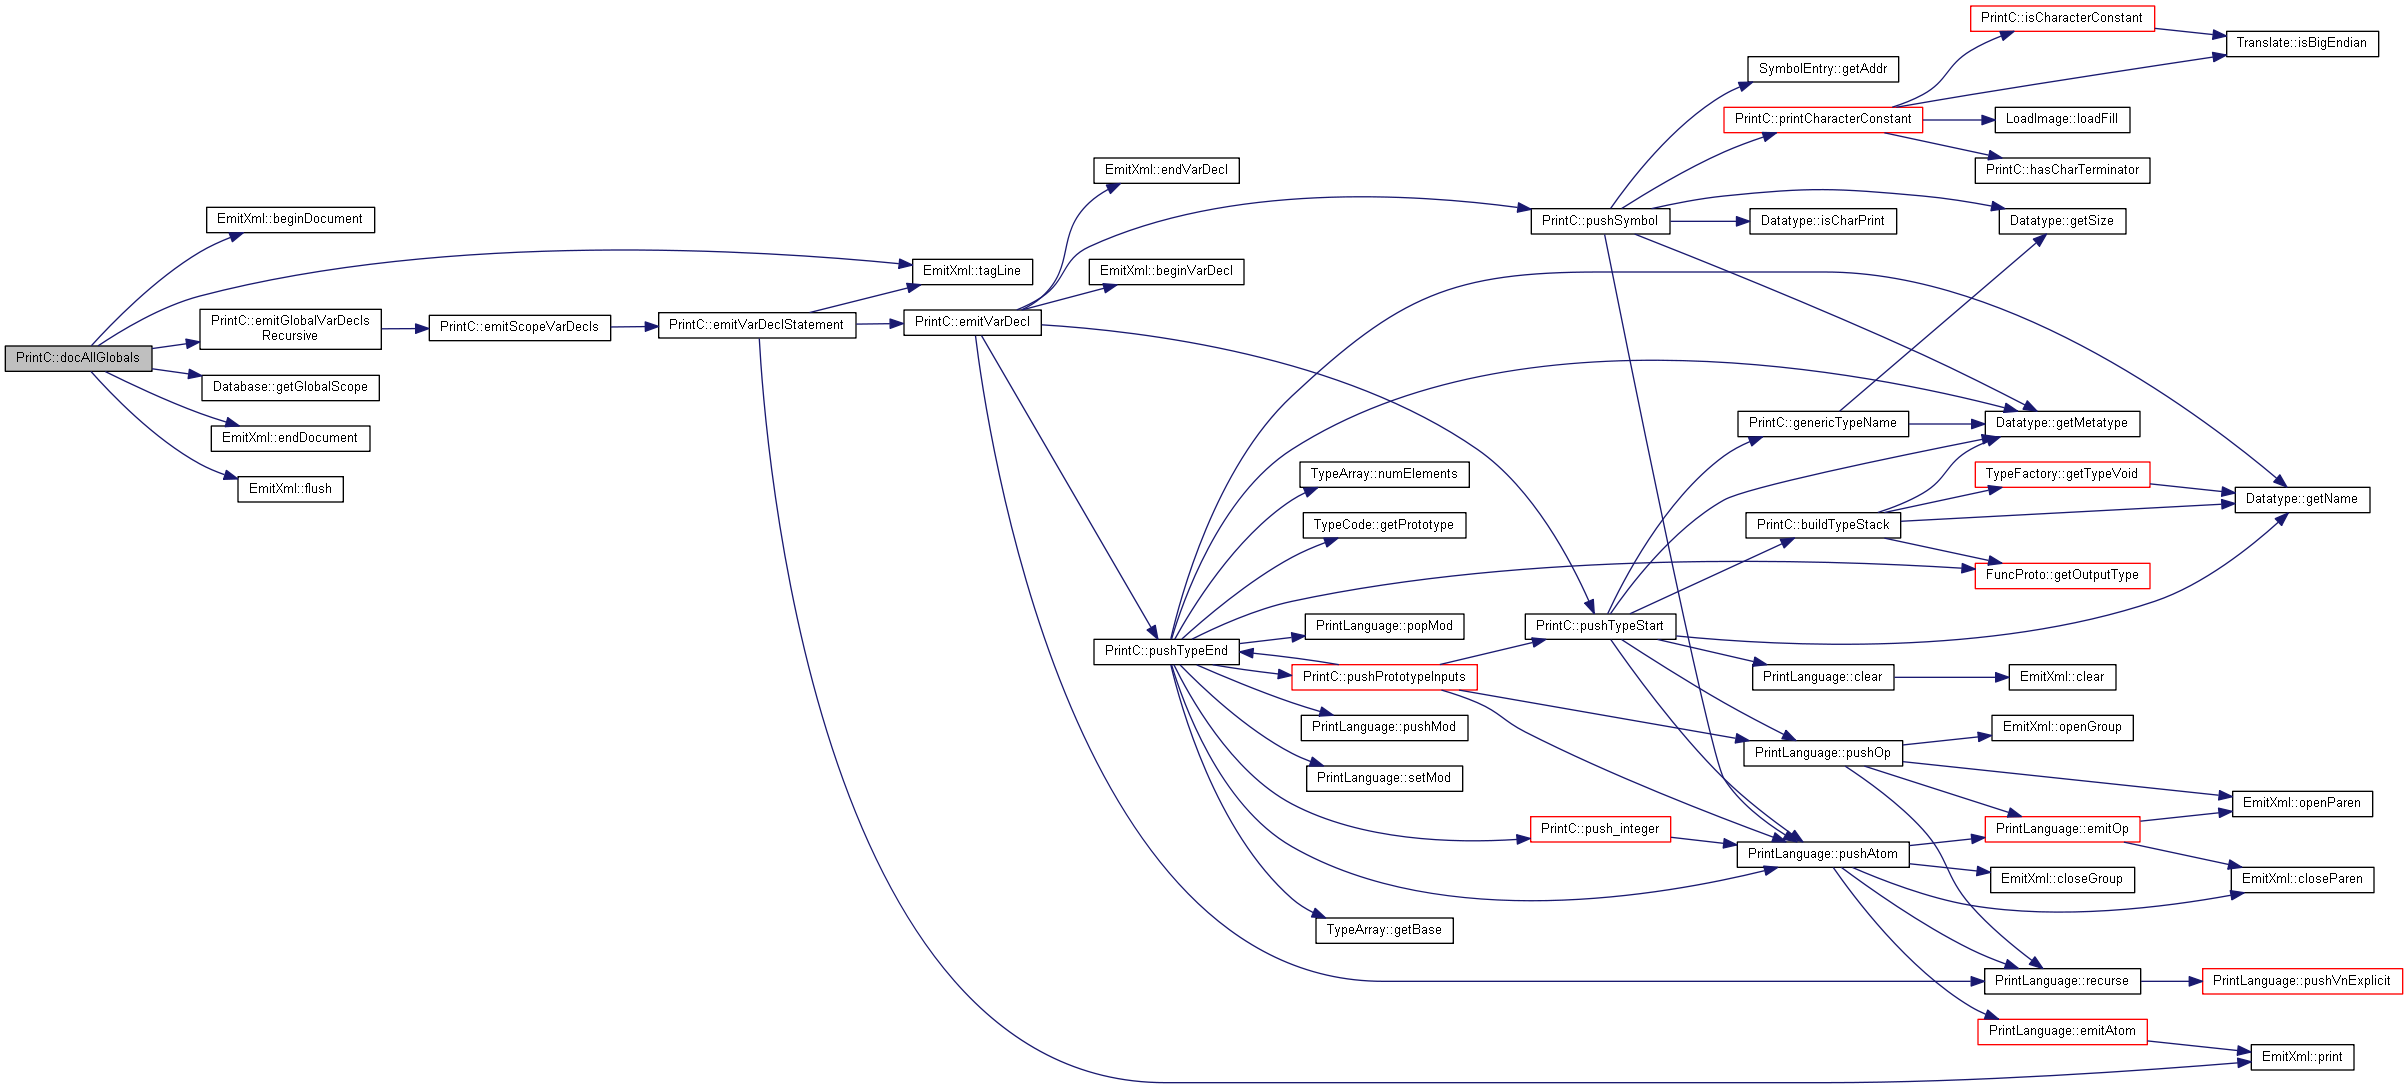 PrintC::docAllGlobals
EmitXml::beginDocument
EmitXml::tagLine
PrintC::emitGlobalVarDecls
Recursive
Database::getGlobalScope
EmitXml::endDocument
EmitXml::flush
PrintC::emitScopeVarDecls
PrintC::emitVarDeclStatement
PrintC::emitVarDecl
EmitXml::endVarDecl
EmitXml::beginVarDecl
PrintC::pushTypeEnd
TypeArray::numElements
TypeCode::getPrototype
PrintLanguage::popMod
PrintC::pushPrototypeInputs
PrintLanguage::pushMod
PrintLanguage::setMod
TypeArray::getBase
PrintC::pushSymbol
PrintC::pushTypeStart
PrintC::push_integer
SymbolEntry::getAddr
PrintC::printCharacterConstant
Datatype::isCharPrint
PrintC::genericTypeName
PrintC::buildTypeStack
PrintLanguage::clear
PrintLanguage::pushOp
PrintLanguage::pushAtom
PrintC::isCharacterConstant
LoadImage::loadFill
PrintC::hasCharTerminator
Datatype::getSize
Datatype::getMetatype
TypeFactory::getTypeVoid
FuncProto::getOutputType
EmitXml::clear
EmitXml::openGroup
PrintLanguage::emitOp
EmitXml::closeGroup
PrintLanguage::recurse
PrintLanguage::emitAtom
Translate::isBigEndian
Datatype::getName
EmitXml::openParen
EmitXml::closeParen
PrintLanguage::pushVnExplicit
EmitXml::print